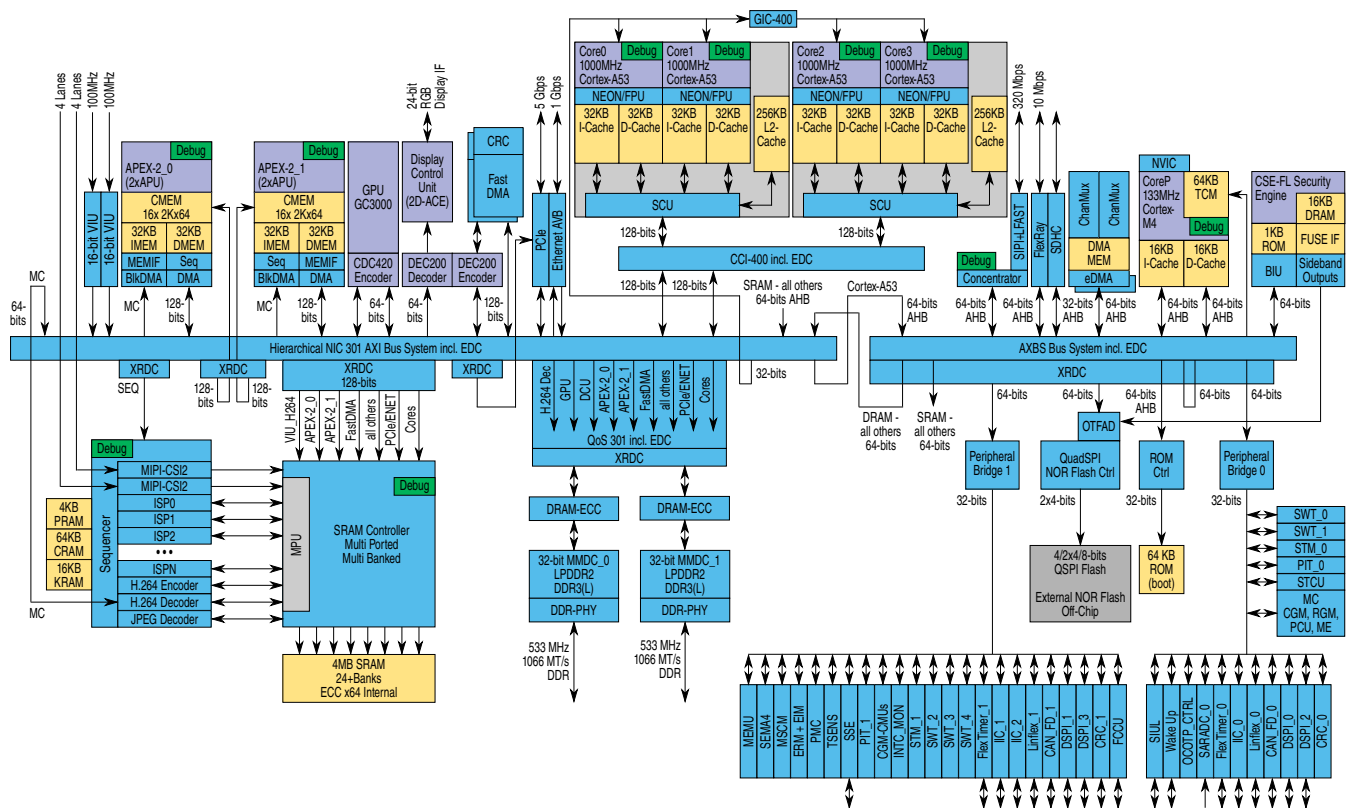 GIC-400
Core0
1000MHz
Cortex-A53
Debug
Core1
1000MHz
Cortex-A53
Debug
NEON/FPU
NEON/FPU
32KB
I-Cache
32KB
D-Cache
32KB
I-Cache
32KB
D-Cache
256KB
L2-
Cache
SCU
Core2
1000MHz
Cortex-A53
Debug
Core3
1000MHz
Cortex-A53
Debug
NEON/FPU
NEON/FPU
32KB
I-Cache
32KB
D-Cache
32KB
I-Cache
32KB
D-Cache
256KB
L2-
Cache
SCU
128-bits
128-bits
CCI-400 incl. EDC
128-bits
128-bits
SRAM - all others
64-bits AHB
Cortex-A53
4 Lanes
4 Lanes
100MHz
100MHz
16-bit VIU
16-bit VIU
Debug
APEX-2_0
(2xAPU)
CMEM
16x 2Kx64
32KB
IMEM
32KB
DMEM
MEMIF
Seq
BlkDMA
DMA
MC
128-
bits
Debug
APEX-2_1
(2xAPU)
CMEM
16x 2Kx64
32KB
IMEM
32KB
DMEM
Seq
MEMIF
BlkDMA
DMA
MC
128-
bits
GPU
GC3000
CDC420
Encoder
64-
bits
24-bit
RGB
Display IF
Display
Control
Unit
(2D-ACE)
DEC200
Decoder
DEC200
Encoder
64-
bits
128-
bits
CRC
Fast
DMA
5 Gbps
1 Gbps
PCIe
Ethernet AVB
320 Mbps
10 Mbps
Debug
Concentrator
SIPI+LFAST
FlexRay
SDHC
64-bits
AHB
64-bits
AHB
ChanMux
ChanMux
DMA
MEM
eDMA
32-bits
AHB
64-bits
AHB
NVIC
CoreP
133MHz
Cortex-
M4
64KB
TCM
Debug
16KB
I-Cache
16KB
D-Cache
64-bits
AHB
64-bits
AHB
CSE-FL Security
Engine
16KB
DRAM
1KB
ROM
FUSE IF
BIU
Sideband
Outputs
64-bits
64-bits
AHB
MC
64-
bits
Hierarchical NIC 301 AXI Bus System incl. EDC
AXBS Bus System incl. EDC
XRDC
XRDC
SEQ
XRDC
128-
bits
128-
bits
XRDC
128-bits
XRDC
32-bits
VIU_H264
APEX-2_0
APEX-2_1
FastDMA
all others
PCIe/ENET
Cores
H.264 Dec
GPU
DCU
APEX-2_0
APEX-2_1
FastDMA
all others
PCIe/ENET
Cores
QoS 301 incl. EDC
XRDC
DRAM-ECC
DRAM-ECC
32-bit MMDC_0
LPDDR2
DDR3(L)
DDR-PHY
32-bit MMDC_1
LPDDR2
DDR3(L)
DDR-PHY
533 MHz
1066 MT/s
DDR
533 MHz
1066 MT/s
DDR
Debug
Sequencer
MIPI-CSI2
MIPI-CSI2
ISP0
ISP1
ISP2
•••
ISPN
H.264 Encoder
H.264 Decoder
JPEG Decoder
4KB
PRAM
64KB
CRAM
16KB
KRAM
MC
MPU
Debug
SRAM Controller
Multi Ported
Multi Banked
4MB SRAM
24+Banks
ECC x64 Internal
DRAM -
all others
64-bits
SRAM -
all others
64-bits
64-bits
64-bits
64-bits
AHB
64-bits
64-bits
Peripheral
Bridge 1
32-bits
OTFAD
QuadSPI
NOR Flash Ctrl
2x4-bits
4/2x4/8-bits
QSPI Flash
External NOR Flash
Off-Chip
ROM
Ctrl
32-bits
64 KB
ROM
(boot)
Peripheral
Bridge 0
32-bits
SWT_0
SWT_1
STM_0
PIT_0
STCU
MC
CGM, RGM,
PCU, ME
MEMU
SEMA4
MSCM
ERM + EIM
PMC
TSENS
SSE
PIT_1
CGM-CMUs
INTC_MON
STM_1
SWT_2
SWT_3
SWT_4
FlexTimer_1
IIC_1
IIC_2
Linflex_1
CAN_FD_1
DSPI_1
DSPI_3
CRC_1
FCCU
SIUL
Wake Up
OCOTP_CTRL
SARADC_0
FlexTimer_0
IIC_0
Linflex_0
CAN_FD_0
DSPI_0
DSPI_2
CRC_0